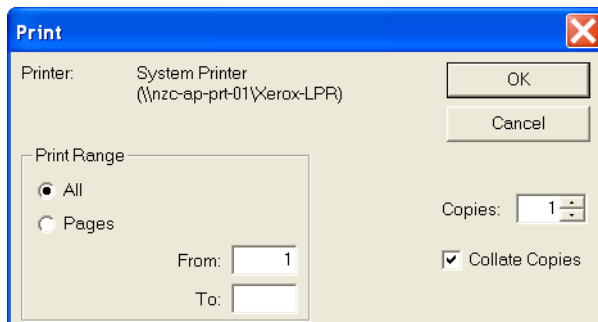 Print
Printer: System Printer
(\\nzc-ap-prt-01\Xerox-LPR)
OK
Cancel
Print Range
All
Pages
From: 1
To:
Copies: 1
Collate Copies